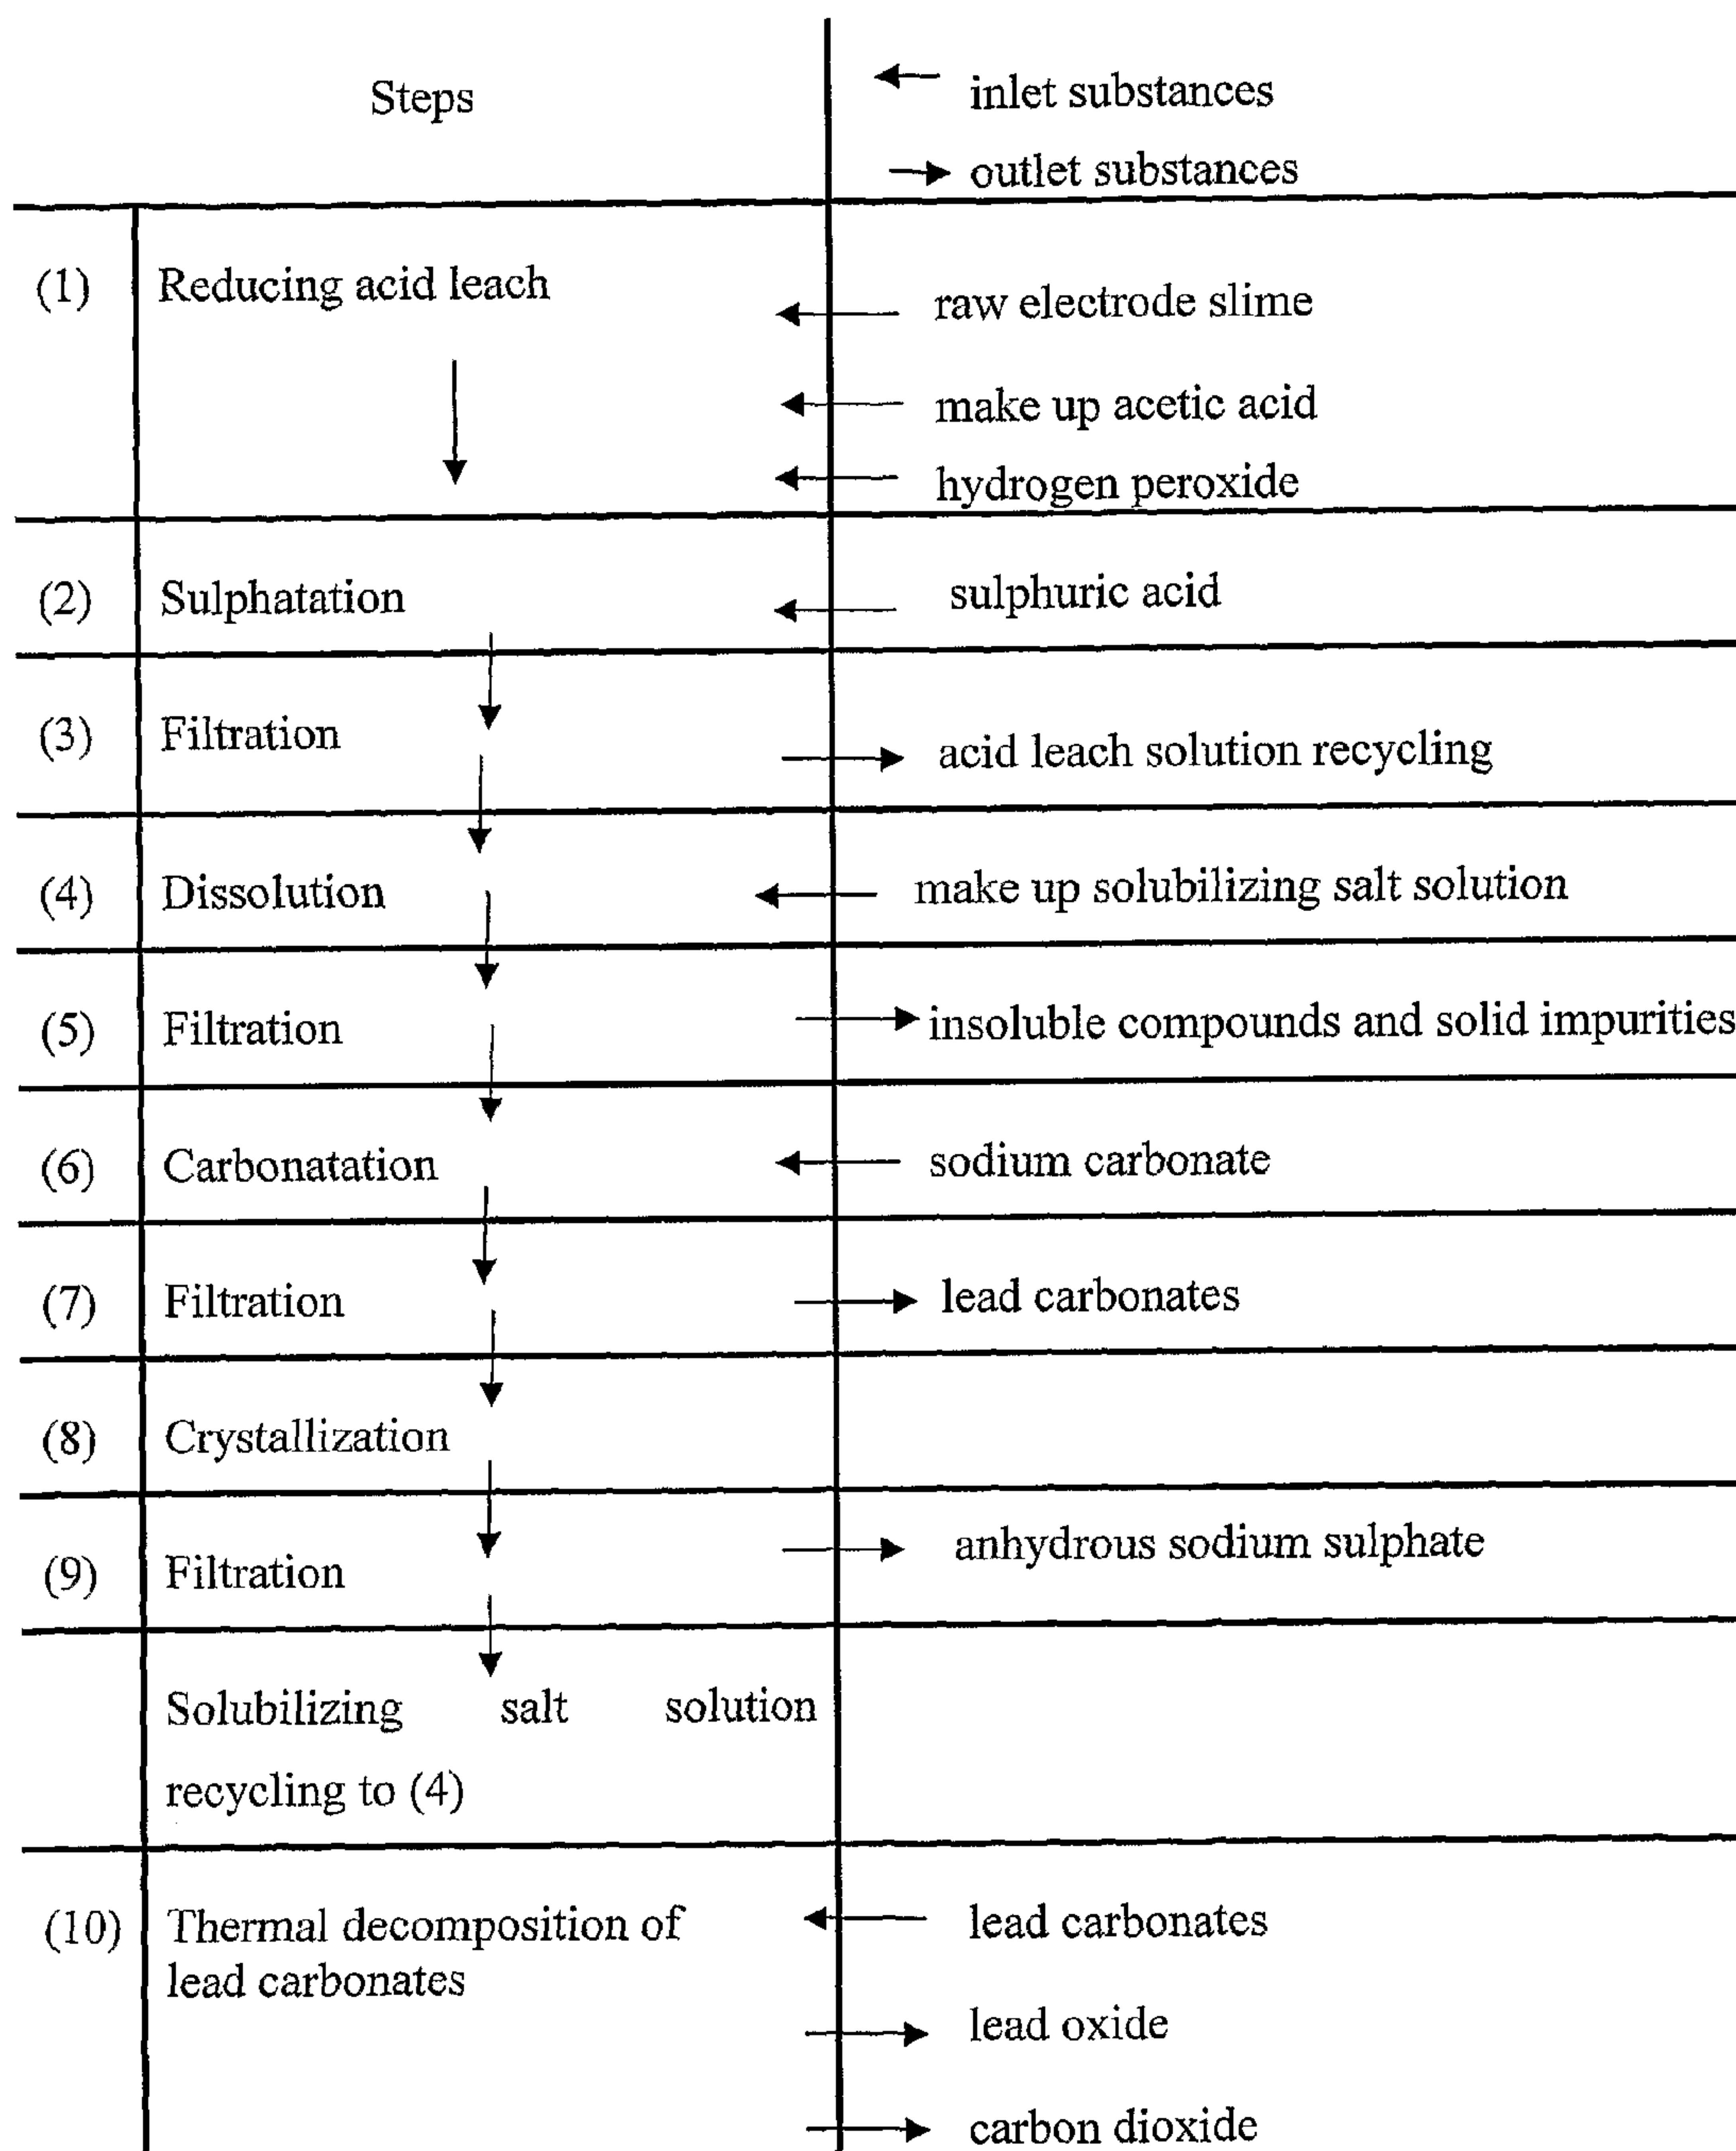 Steps
inlet substances
outlet substances
(1) Reducing acid leach
raw electrode slime
make up acetic acid
hydrogen peroxide
(2) Sulphatation
sulphuric acid
(3) Filtration
acid leach solution recycling
(4) Dissolution
make up solubilizing salt solution
(5) Filtration
insoluble compounds and solid impurities
(6) Carbonatation
sodium carbonate
(7) Filtration
lead carbonates
(8) Crystallization
(9) Filtration
anhydrous sodium sulphate
Solubilizing salt solution
recycling to (4)
(10) Thermal decomposition of
lead carbonates
lead carbonates
lead oxide
carbon dioxide